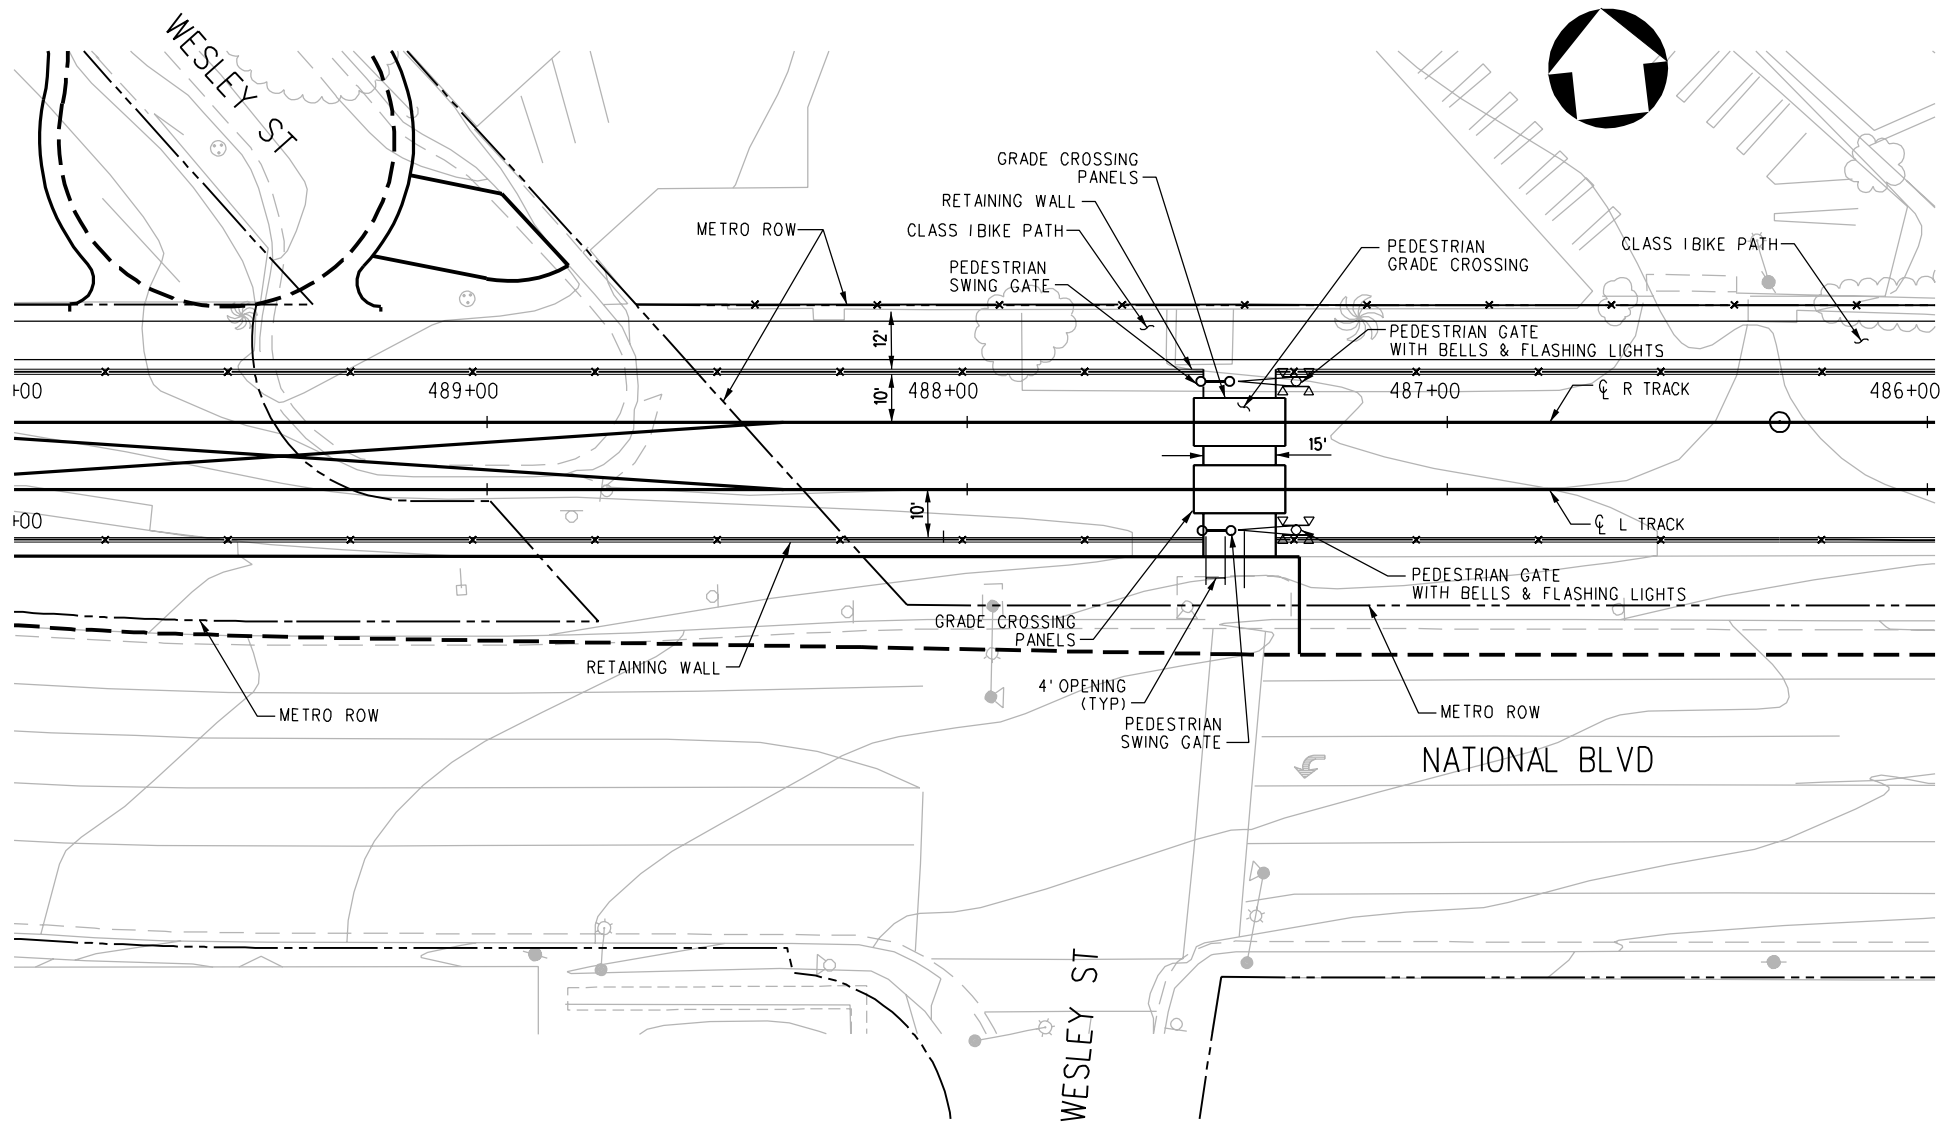 WESLEY ST
GRADE CROSSING
PANELS
RETAINING WALL
CLASS I BIKE PATH
METRO ROW
PEDESTRIAN
SWING GATE
PEDESTRIAN
GRADE CROSSING
CLASS I BIKE PATH
PEDESTRIAN GATE
WITH BELLS & FLASHING LIGHTS
12'
+00
489+00
10'
488+00
487+00
℄ R TRACK
486+00
15'
10'
+00
℄ L TRACK
PEDESTRIAN GATE
WITH BELLS & FLASHING LIGHTS
GRADE CROSSING
PANELS
RETAINING WALL
4' OPENING
(TYP)
METRO ROW
METRO ROW
PEDESTRIAN
SWING GATE
NATIONAL BLVD
WESLEY ST